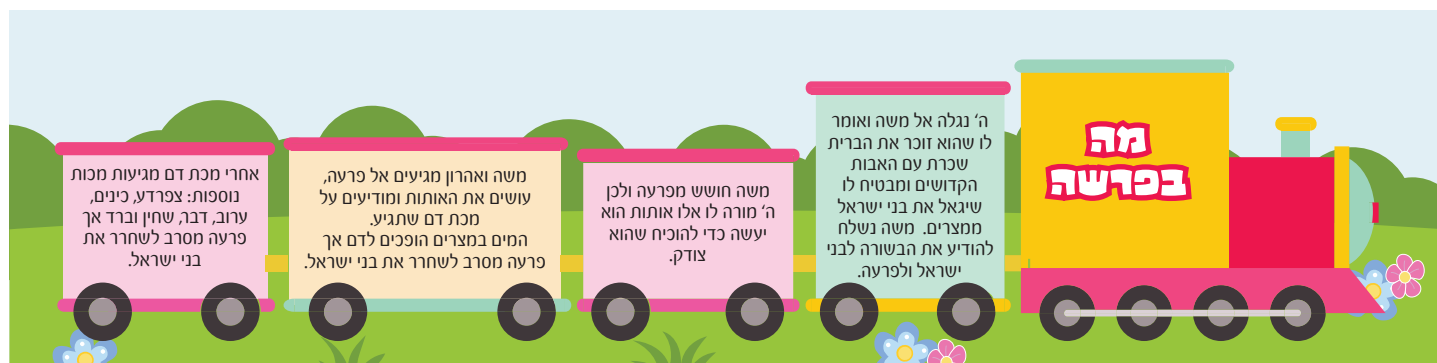 מה
בפרשה
ה' נגלה אל משה ואומר
לו שהוא זוכר את הברית
שכרת עם האבות
הקדושים ומבטיח לו
שיגאל את בני ישראל
ממצרים. משה נשלח
להודיע את הבשורה לבני
ישראל ולפרעה.
משה חושש מפרעה ולכן
ה' מורה לו אלו אותות הוא
יעשה כדי להוכיח שהוא
צודק.
משה ואהרון מגיעים אל פרעה,
עושים את האותות ומודיעים על
מכת דם שתגיע.
המים במצרים הופכים לדם אך
פרעה מסרב לשחרר את בני ישראל.
אחרי מכת דם מגיעות מכות
נוספות: צפרדע, כינים,
ערוב, דבר, שחין וברד אך
פרעה מסרב לשחרר את
בני ישראל.